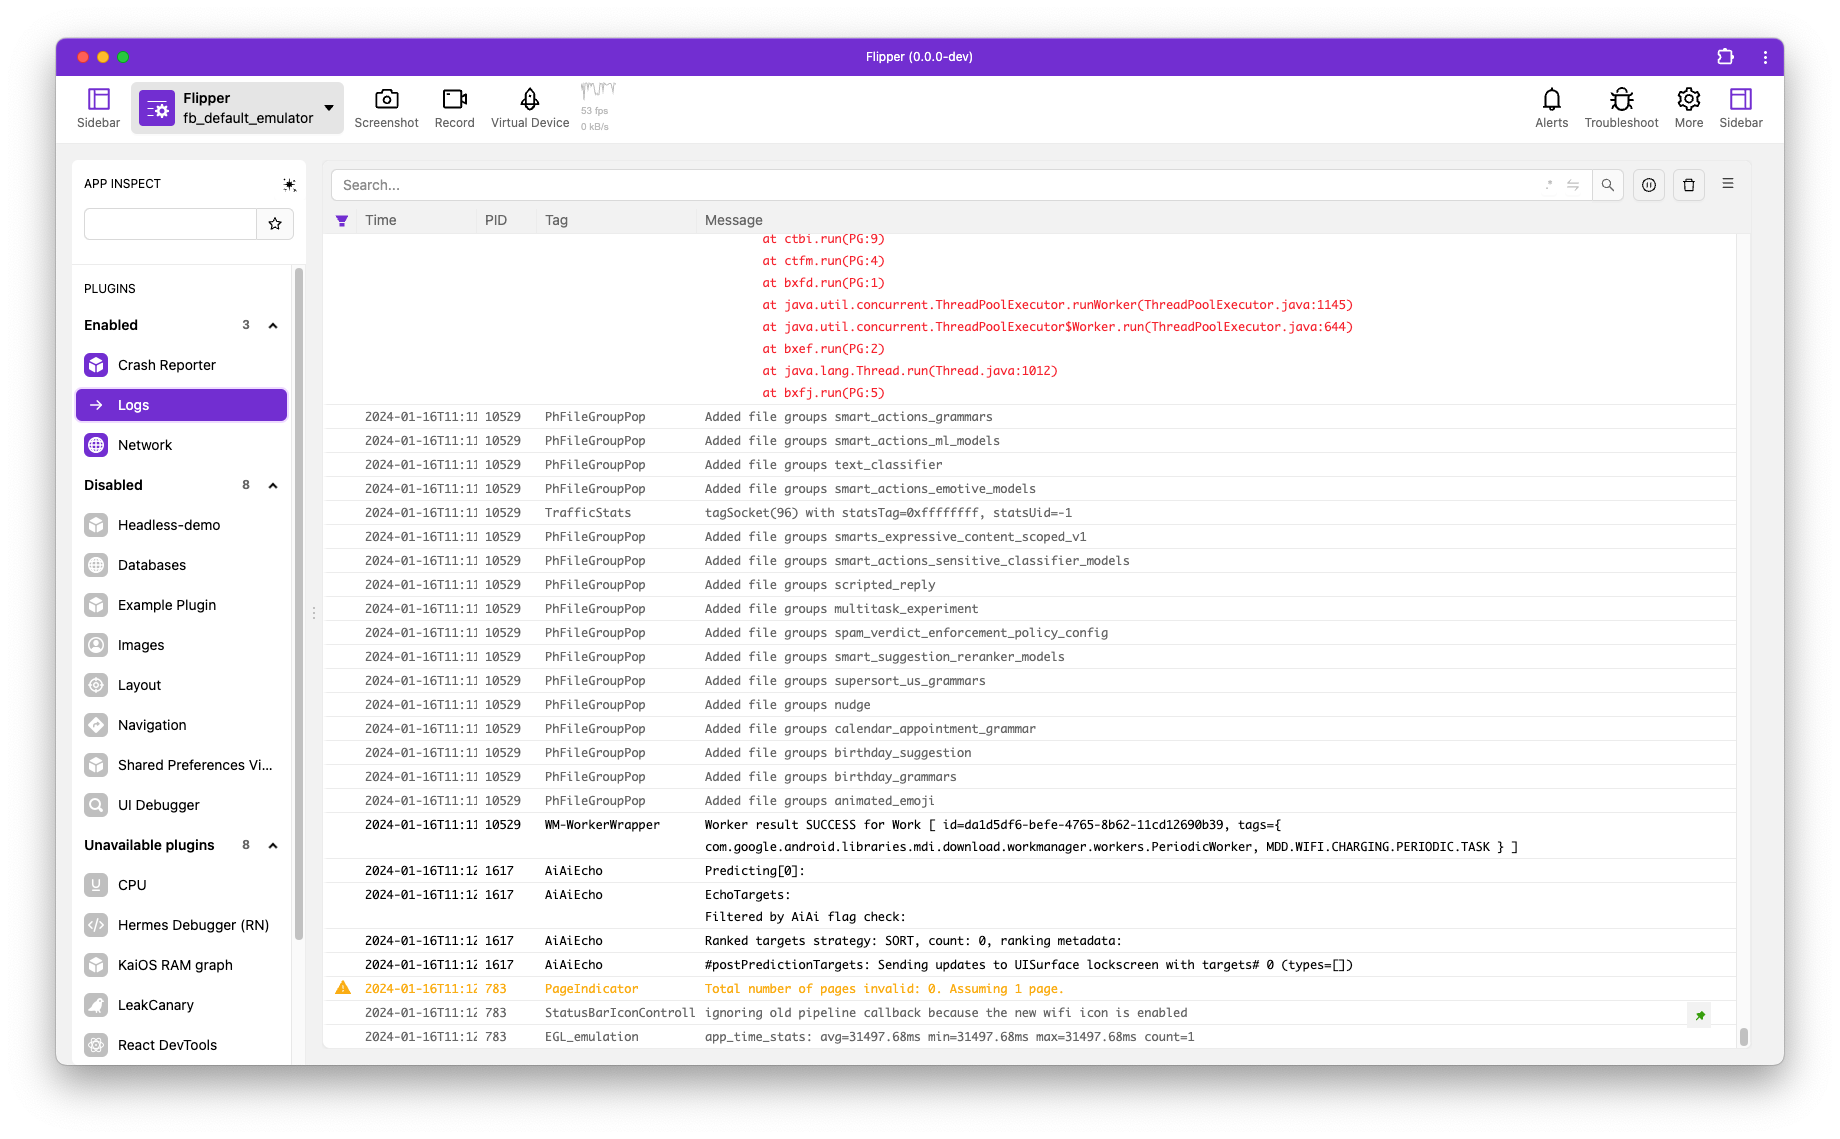 Flipper (0.0.0-dev)
Sidebar
Flipper
fb_default_emulator
Screenshot
Record
Virtual Device
53 fps
0 kB/s
Alerts
Troubleshoot
More
Sidebar
APP INSPECT
PLUGINS
Enabled 3
Crash Reporter
Logs
Network
Disabled 8
Headless-demo
Databases
Example Plugin
Images
Layout
Navigation
Shared Preferences Vi...
UI Debugger
Unavailable plugins 8
CPU
Hermes Debugger (RN)
KaiOS RAM graph
LeakCanary
React DevTools
Search...
Time PID Tag Message
at ctbi.run(PG:9)
at ctfm.run(PG:4)
at bxfd.run(PG:1)
at java.util.concurrent.ThreadPoolExecutor.runWorker(ThreadPoolExecutor.java:1145)
at java.util.concurrent.ThreadPoolExecutor$Worker.run(ThreadPoolExecutor.java:644)
at bxef.run(PG:2)
at java.lang.Thread.run(Thread.java:1012)
at bxfj.run(PG:5)
2024-01-16T11:11 10529 PhFileGroupPop Added file groups smart_actions_grammars
2024-01-16T11:11 10529 PhFileGroupPop Added file groups smart_actions_ml_models
2024-01-16T11:11 10529 PhFileGroupPop Added file groups text_classifier
2024-01-16T11:11 10529 PhFileGroupPop Added file groups smart_actions_emotive_models
2024-01-16T11:11 10529 TrafficStats tagSocket(96) with statsTag=0xffffffff, statsUid=-1
2024-01-16T11:11 10529 PhFileGroupPop Added file groups smarts_expressive_content_scoped_v1
2024-01-16T11:11 10529 PhFileGroupPop Added file groups smart_actions_sensitive_classifier_models
2024-01-16T11:11 10529 PhFileGroupPop Added file groups scripted_reply
2024-01-16T11:11 10529 PhFileGroupPop Added file groups multitask_experiment
2024-01-16T11:11 10529 PhFileGroupPop Added file groups spam_verdict_enforcement_policy_config
2024-01-16T11:11 10529 PhFileGroupPop Added file groups smart_suggestion_reranker_models
2024-01-16T11:11 10529 PhFileGroupPop Added file groups supersort_us_grammars
2024-01-16T11:11 10529 PhFileGroupPop Added file groups nudge
2024-01-16T11:11 10529 PhFileGroupPop Added file groups calendar_appointment_grammar
2024-01-16T11:11 10529 PhFileGroupPop Added file groups birthday_suggestion
2024-01-16T11:11 10529 PhFileGroupPop Added file groups birthday_grammars
2024-01-16T11:11 10529 PhFileGroupPop Added file groups animated_emoji
2024-01-16T11:11 10529 WM-WorkerWrapper Worker result SUCCESS for Work [ id=da1d5df6-befe-4765-8b62-11cd12690b39, tags={
com.google.android.libraries.mdi.download.workmanager.workers.PeriodicWorker, MDD.WIFI.CHARGING.PERIODIC.TASK } ]
2024-01-16T11:12 1617 AiAiEcho Predicting[0]:
2024-01-16T11:12 1617 AiAiEcho EchoTargets:
Filtered by AiAi flag check:
2024-01-16T11:12 1617 AiAiEcho Ranked targets strategy: SORT, count: 0, ranking metadata:
2024-01-16T11:12 1617 AiAiEcho #postPredictionTargets: Sending updates to UISurface lockscreen with targets# 0 (types=[])
2024-01-16T11:12 783 PageIndicator Total number of pages invalid: 0. Assuming 1 page.
2024-01-16T11:12 783 StatusBarIconControll ignoring old pipeline callback because the new wifi icon is enabled
2024-01-16T11:12 783 EGL_emulation app_time_stats: avg=31497.68ms min=31497.68ms max=31497.68ms count=1